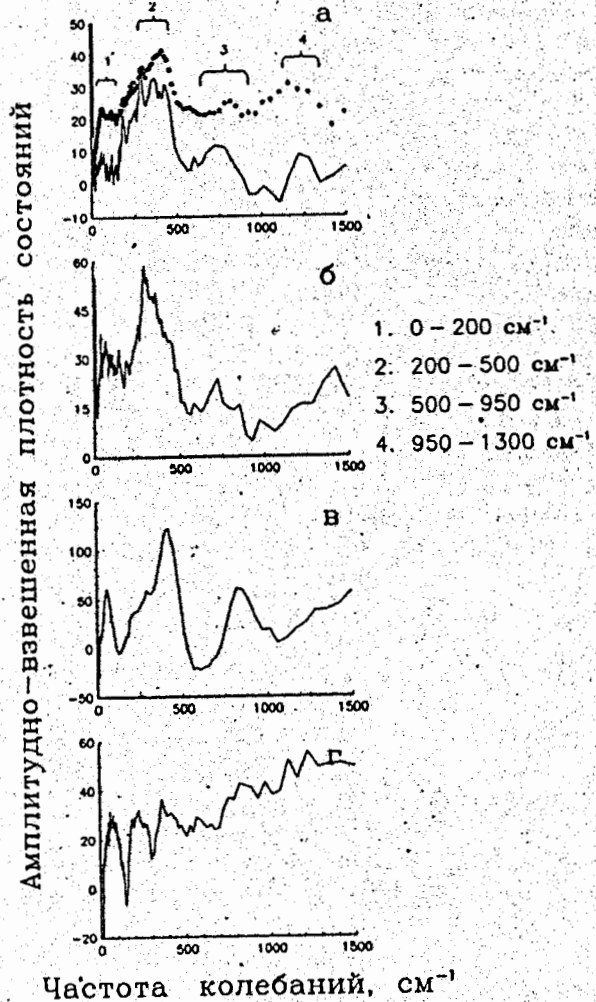 Амплитудно-взвешенная плотность состояний
а
50
40
30
20
10
0
-10
1
2
3
4
0 500 1000 1500
б
60
45
30
15
0
0 500 1000 1500
1. 0 – 200 см⁻¹
2. 200 – 500 см⁻¹
3. 500 – 950 см⁻¹
4. 950 – 1300 см⁻¹
в
150
100
50
0
-50
0 500 1000 1500
г
60
40
20
0
-20
0 500 1000 1500
Частота колебаний, см⁻¹